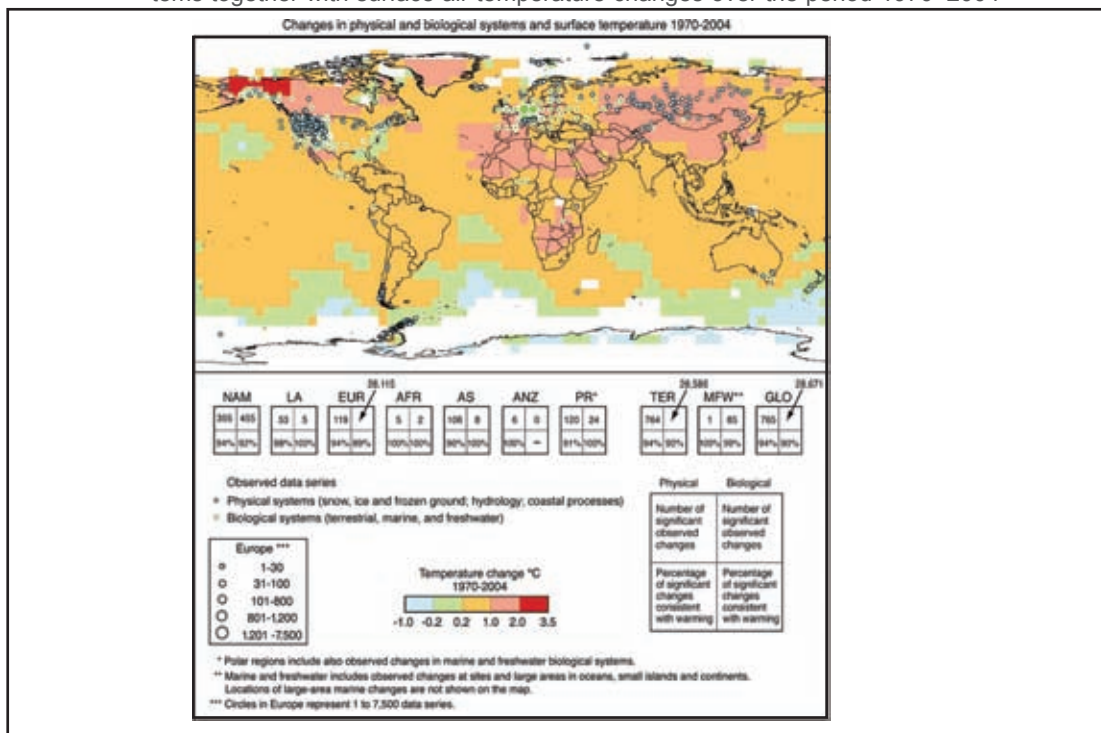 Changes in physical and biological systems and surface temperature 1970-2004
28,115 28,586 28,671
NAM LA EUR AFR AS ANZ PR* TER MFW** GLO
355 455 53 5 119 5 2 106 8 6 0 120 24 764 1 85 765
94% 92% 98% 100% 94% 89% 100% 100% 96% 100% 100% – 91% 100% 94% 90% 100% 99% 94% 90%
Observed data series
Physical systems (snow, ice and frozen ground; hydrology; coastal processes)
Biological systems (terrestrial, marine, and freshwater)
Physical Biological
Number of significant observed changes
Number of significant observed changes
Percentage of significant changes consistent with warming
Percentage of significant changes consistent with warming
Europe ***
1-30
31-100
101-800
801-1,200
1,201 -7,500
Temperature change °C
1970-2004
-1.0 -0.2 0.2 1.0 2.0 3.5
* Polar regions include also observed changes in marine and freshwater biological systems.
** Marine and freshwater includes observed changes at sites and large areas in oceans, small islands and continents.
Locations of large-area marine changes are not shown on the map.
*** Circles in Europe represent 1 to 7,500 data series.